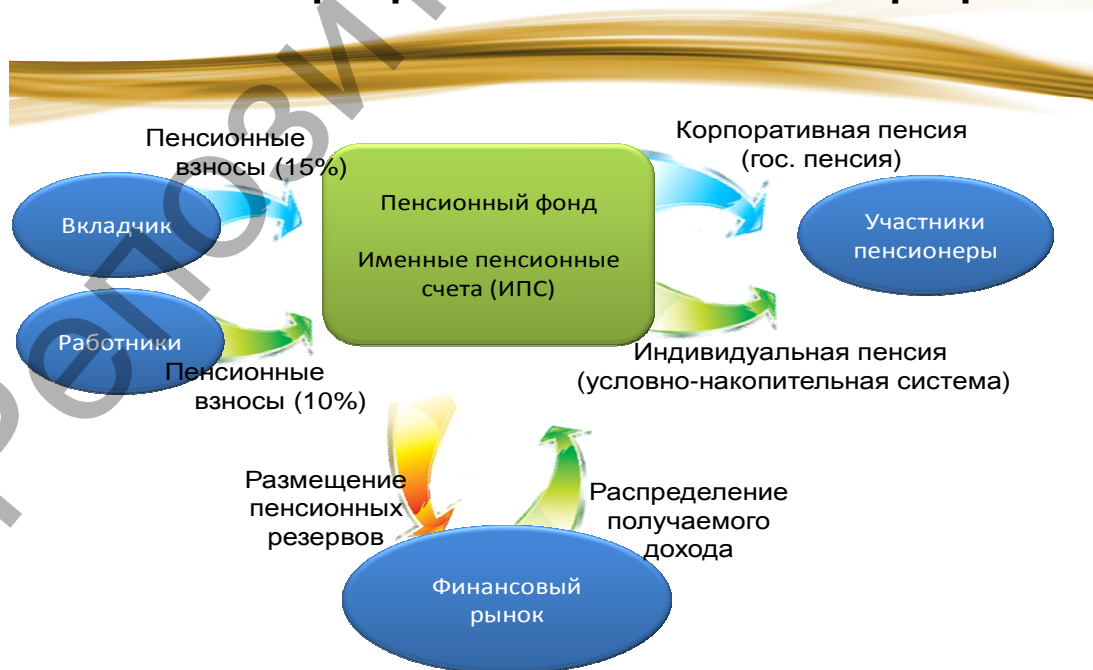 Пенсионные
взносы (15%)
Вкладчик
Работники
Пенсионные
взносы (10%)
Пенсионный фонд
Именные пенсионные
счета (ИПС)
Корпоративная пенсия
(гос. пенсия)
Участники
пенсионеры
Индивидуальная пенсия
(условно-накопительная система)
Размещение
пенсионных
резервов
Распределение
получаемого
дохода
Финансовый
рынок